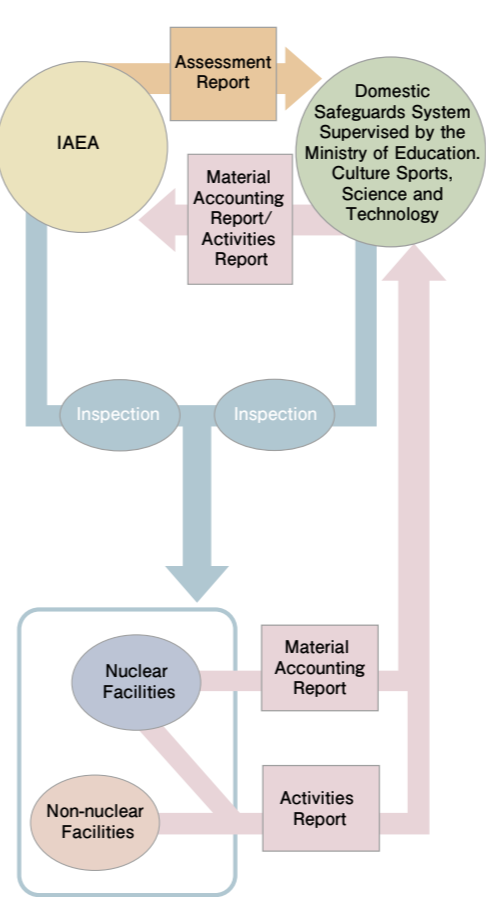 Assessment
Report
IAEA
Domestic
Safeguards System
Supervised by the
Ministry of Education.
Culture Sports,
Science and
Technology
Material
Accounting
Report/
Activities
Report
Inspection
Inspection
Nuclear
Facilities
Material
Accounting
Report
Non-nuclear
Facilities
Activities
Report